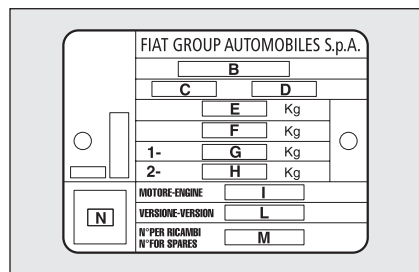 FIAT GROUP AUTOMOBILES S.p.A.
B
C D
E Kg
F Kg
1- G Kg
2- H Kg
MOTORE-ENGINE I
VERSIONE-VERSION L
N N°PER RICAMBI
N°FOR SPARES M